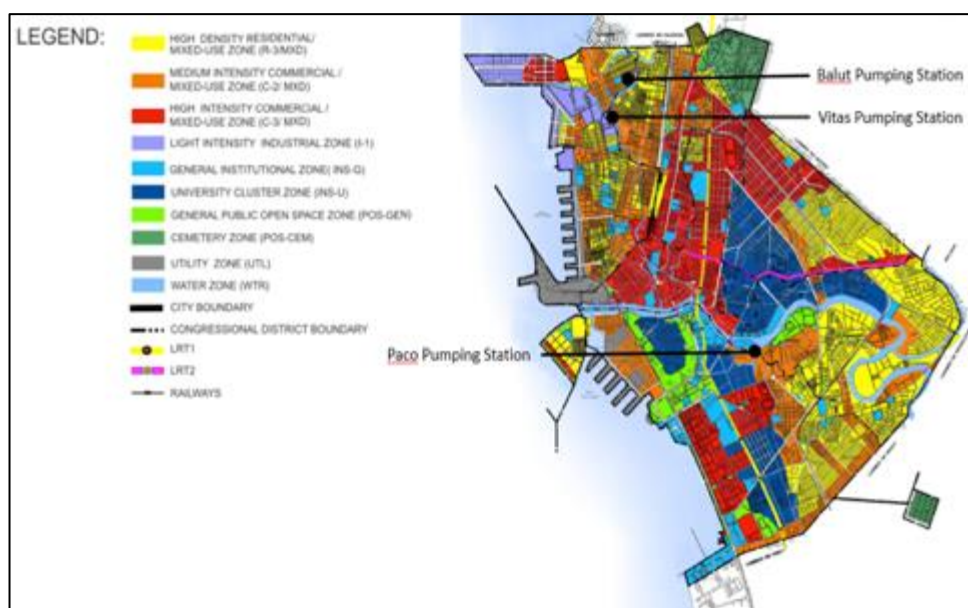 LEGEND:
HIGH DENSITY RESIDENTIAL/
MIXED-USE ZONE (R-3/MXD)
MEDIUM INTENSITY COMMERCIAL /
MIXED-USE ZONE (C-2/ MXD)
HIGH INTENSITY COMMERCIAL /
MIXED-USE ZONE (C-3/ MXD)
LIGHT INTENSITY INDUSTRIAL ZONE (I-1)
GENERAL INSTITUTIONAL ZONE( INS-G)
UNIVERSITY CLUSTER ZONE (INS-U)
GENERAL PUBLIC OPEN SPACE ZONE (POS-GEN)
CEMETERY ZONE (POS-CEM)
UTILITY ZONE (UTL)
WATER ZONE (WTR)
CITY BOUNDARY
CONGRESSIONAL DISTRICT BOUNDARY
LRT1
LRT2
RAILWAYS
Balut Pumping Station
Vitas Pumping Station
Paco Pumping Station